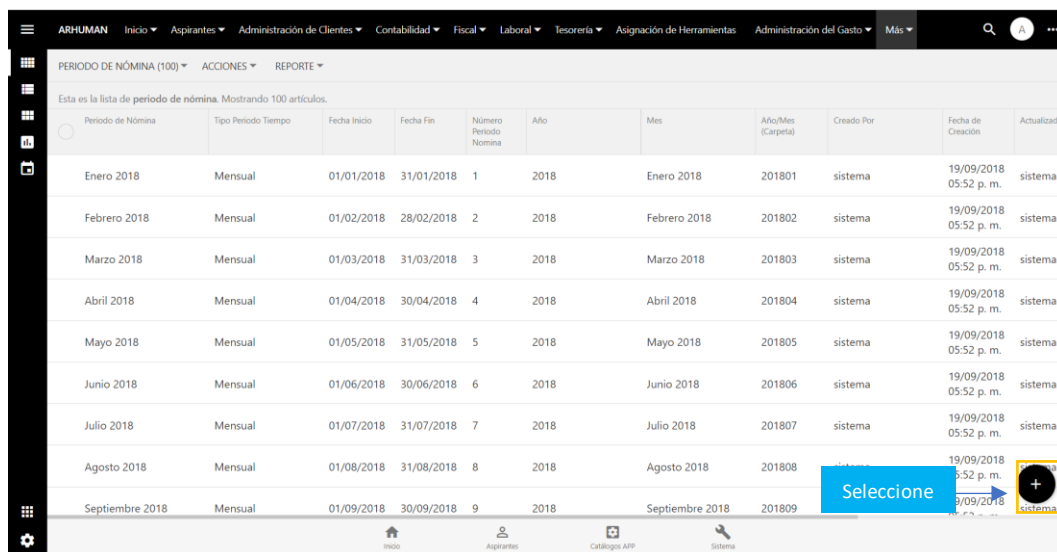 ARHUMAN Inicio Aspirantes Administración de Clientes Contabilidad Fiscal Laboral Tesorería Asignación de Herramientas Administración del Gasto Más A
PERIODO DE NÓMINA (100) ACCIONES REPORTE
Esta es la lista de periodo de nómina. Mostrando 100 artículos.
Periodo de Nómina Tipo Periodo Tiempo Fecha Inicio Fecha Fin Número Periodo Nomina Año Mes Año/Mes (Carpeta) Creado Por Fecha de Creación Actualizad
Enero 2018 Mensual 01/01/2018 31/01/2018 1 2018 Enero 2018 201801 sistema 19/09/2018 05:52 p. m. sistema
Febrero 2018 Mensual 01/02/2018 28/02/2018 2 2018 Febrero 2018 201802 sistema 19/09/2018 05:52 p. m. sistema
Marzo 2018 Mensual 01/03/2018 31/03/2018 3 2018 Marzo 2018 201803 sistema 19/09/2018 05:52 p. m. sistema
Abril 2018 Mensual 01/04/2018 30/04/2018 4 2018 Abril 2018 201804 sistema 19/09/2018 05:52 p. m. sistema
Mayo 2018 Mensual 01/05/2018 31/05/2018 5 2018 Mayo 2018 201805 sistema 19/09/2018 05:52 p. m. sistema
Junio 2018 Mensual 01/06/2018 30/06/2018 6 2018 Junio 2018 201806 sistema 19/09/2018 05:52 p. m. sistema
Julio 2018 Mensual 01/07/2018 31/07/2018 7 2018 Julio 2018 201807 sistema 19/09/2018 05:52 p. m. sistema
Agosto 2018 Mensual 01/08/2018 31/08/2018 8 2018 Agosto 2018 201808 19/09/2018 5:52 p. m.
Seleccione +
Septiembre 2018 Mensual 01/09/2018 30/09/2018 9 2018 Septiembre 2018 201809 9/09/2018 sistema
Inicio Aspirantes Catálogos APP Sistema